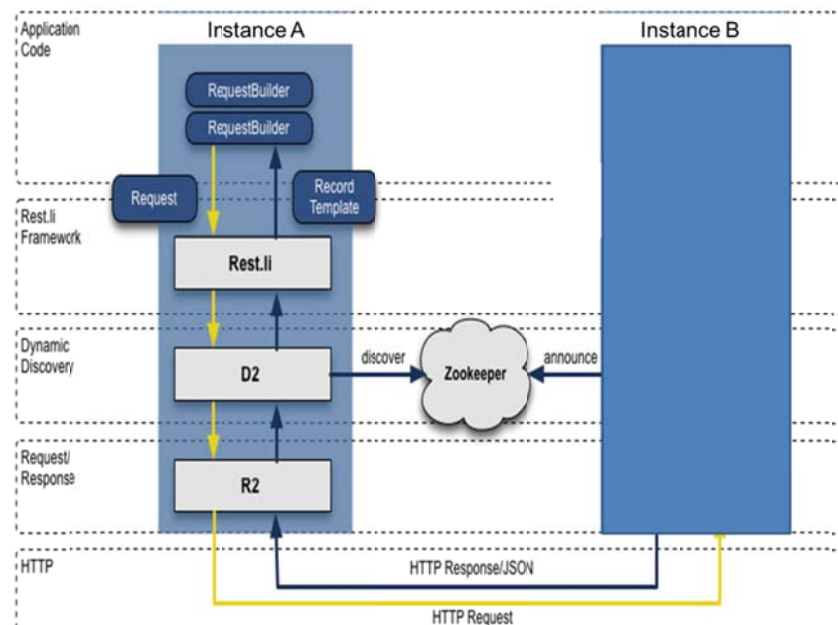 Application
Code
Instance A
Instance B
RequestBuilder
RequestBuilder
Request
Record
Template
Rest.li
Framework
Rest.li
Dynamic
Discovery
discover
announce
D2
Zookeeper
Request/
Response
R2
HTTP
HTTP Response/JSON
HTTP Request